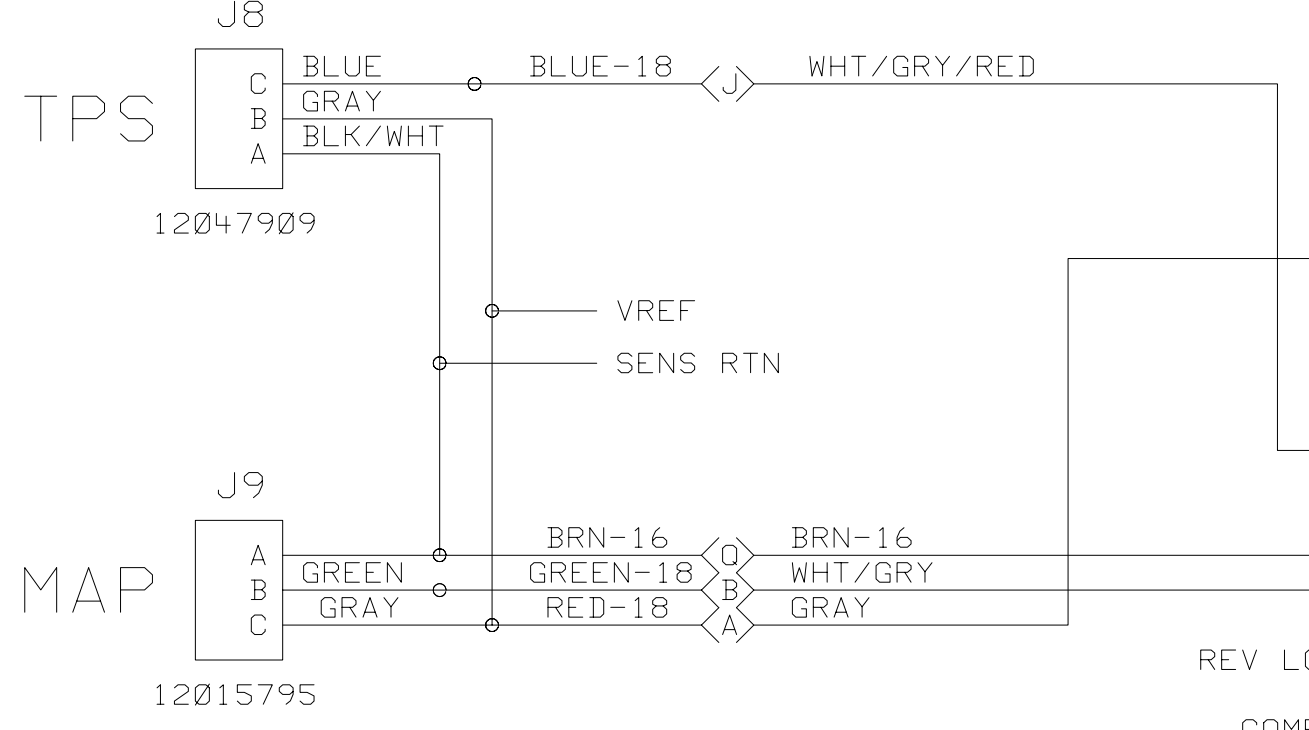 J8
BLUE BLUE-18 J WHT/GRY/RED
C
GRAY
TPS B
BLK/WHT
A
12047909
VREF
SENS RTN
J9
BRN-16 Q BRN-16
A
GREEN GREEN-18 B WHT/GRY
MAP B
GRAY RED-18 A GRAY
C
REV
12015795